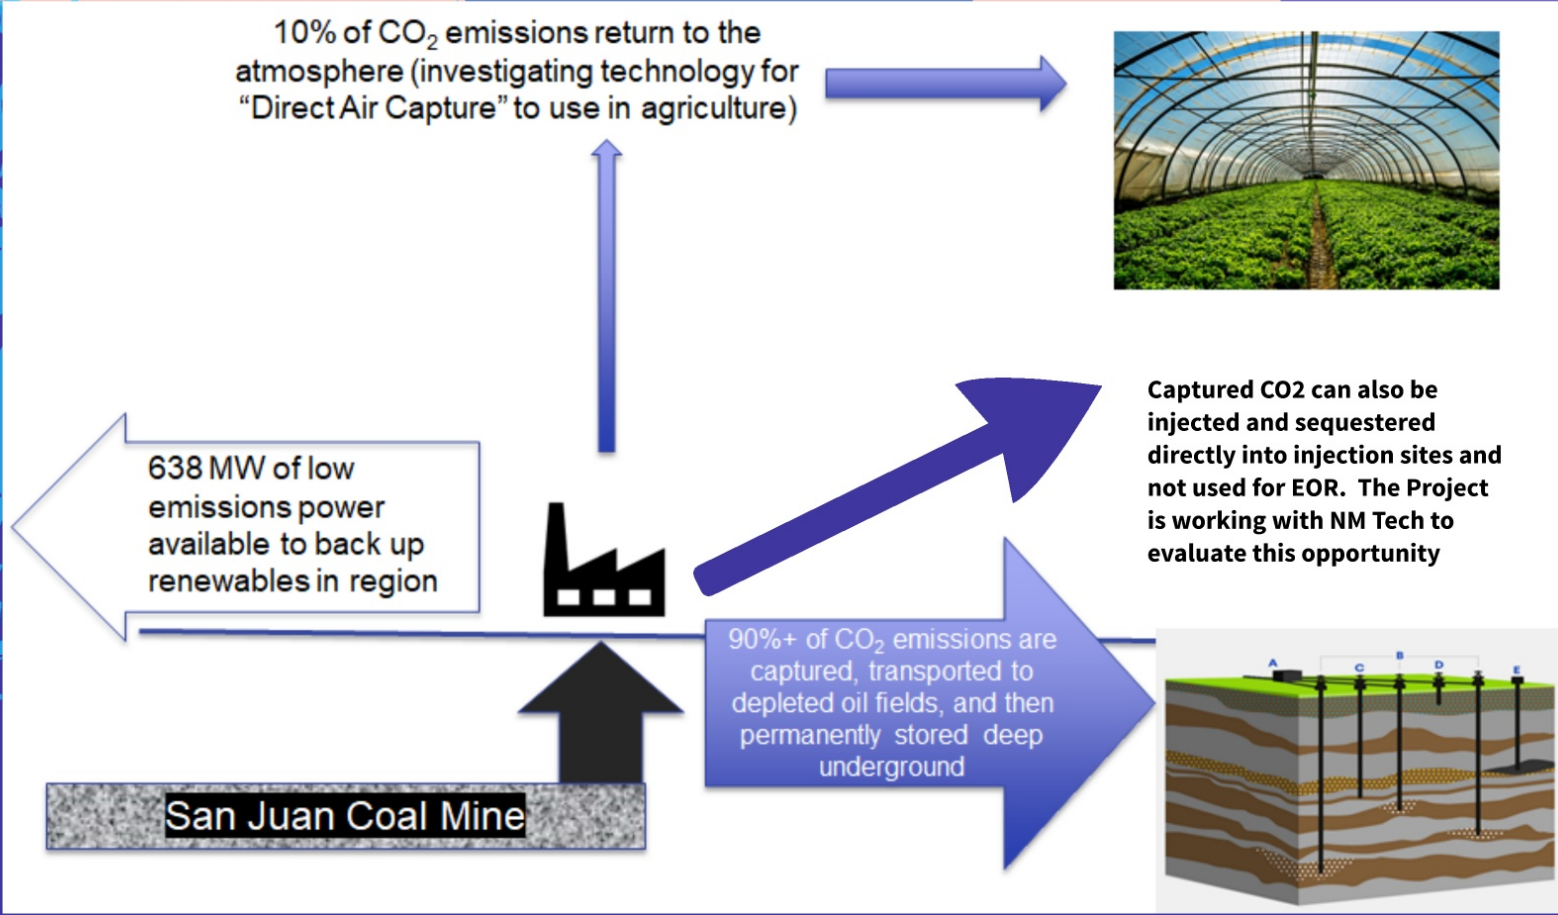 10% of CO₂ emissions return to the
atmosphere (investigating technology for
“Direct Air Capture” to use in agriculture)
638 MW of low
emissions power
available to back up
renewables in region
Captured CO2 can also be
injected and sequestered
directly into injection sites and
not used for EOR. The Project
is working with NM Tech to
evaluate this opportunity
90%+ of CO₂ emissions are
captured, transported to
depleted oil fields, and then
permanently stored deep
underground
San Juan Coal Mine
A
B
C
D
E